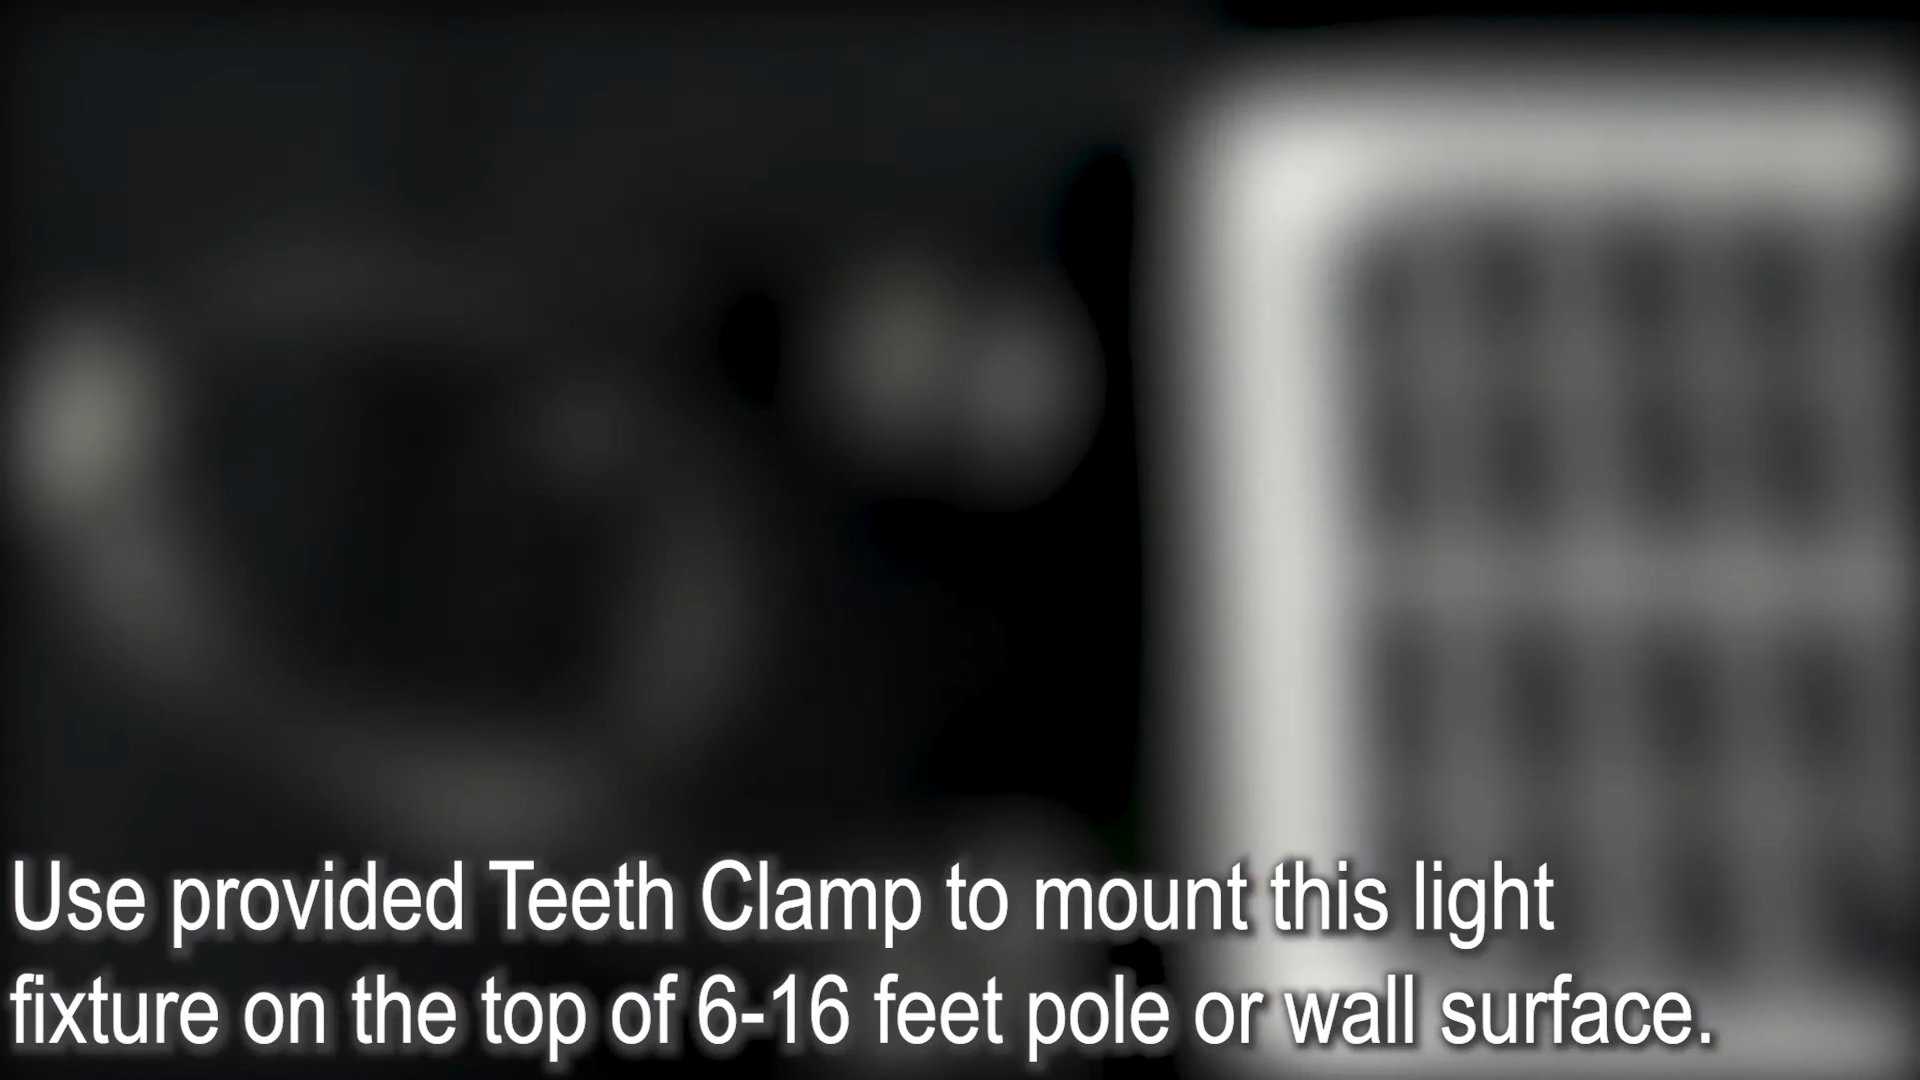 Use provided Teeth Clamp to mount this light
fixture on the top of 6-16 feet pole or wall surface.